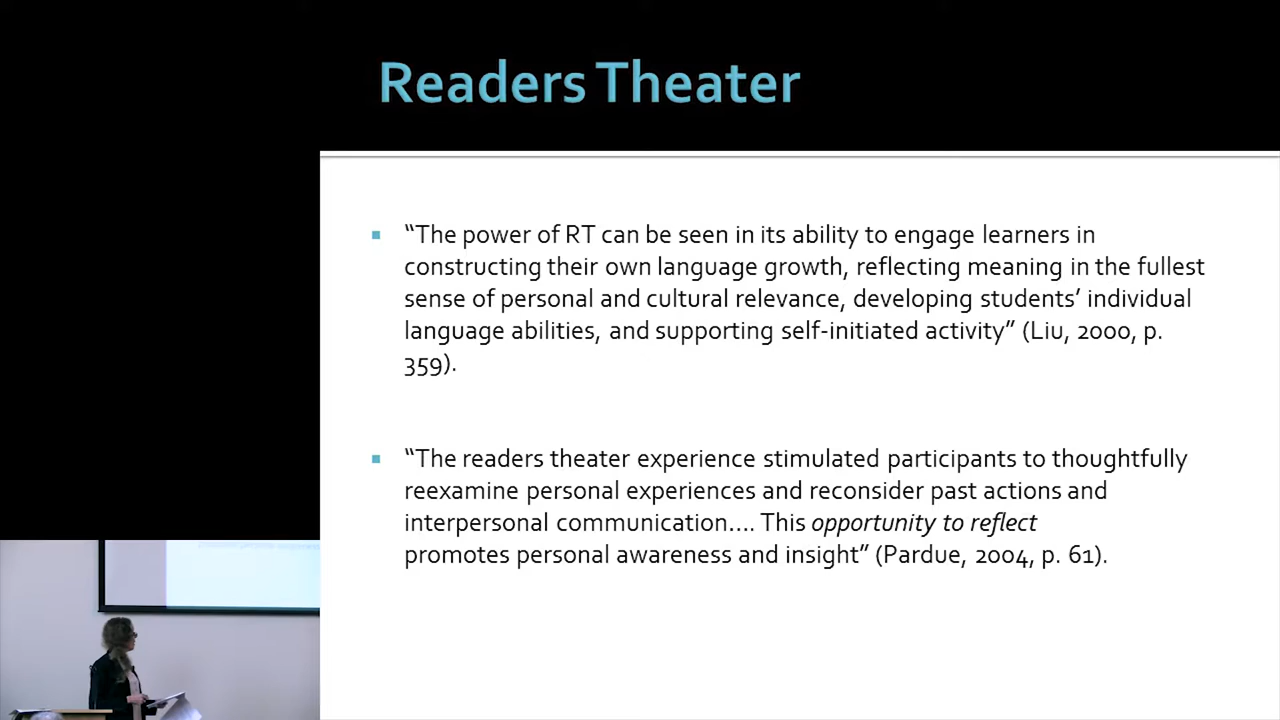 Readers Theater
“The power of RT can be seen in its ability to engage learners in
constructing their own language growth, reflecting meaning in the fullest
sense of personal and cultural relevance, developing students’ individual
language abilities, and supporting self-initiated activity” (Liu, 2000, p.
359).
“The readers theater experience stimulated participants to thoughtfully
reexamine personal experiences and reconsider past actions and
interpersonal communication…. This opportunity to reflect
promotes personal awareness and insight” (Pardue, 2004, p. 61).